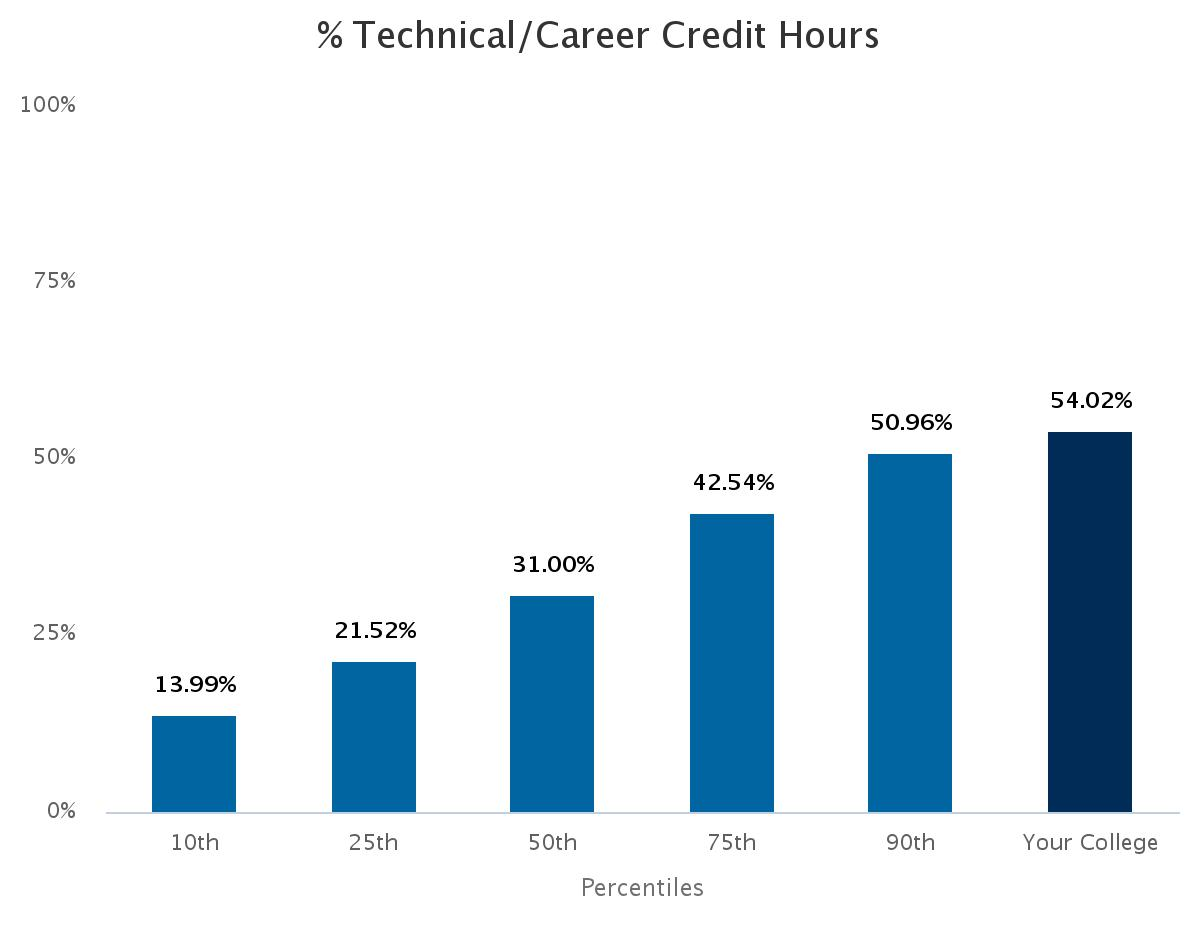 % Technical/Career Credit Hours
100%
75%
50%
25%
0%
13.99%
21.52%
31.00%
42.54%
50.96%
54.02%
10th
25th
50th
75th
90th
Your College
Percentiles